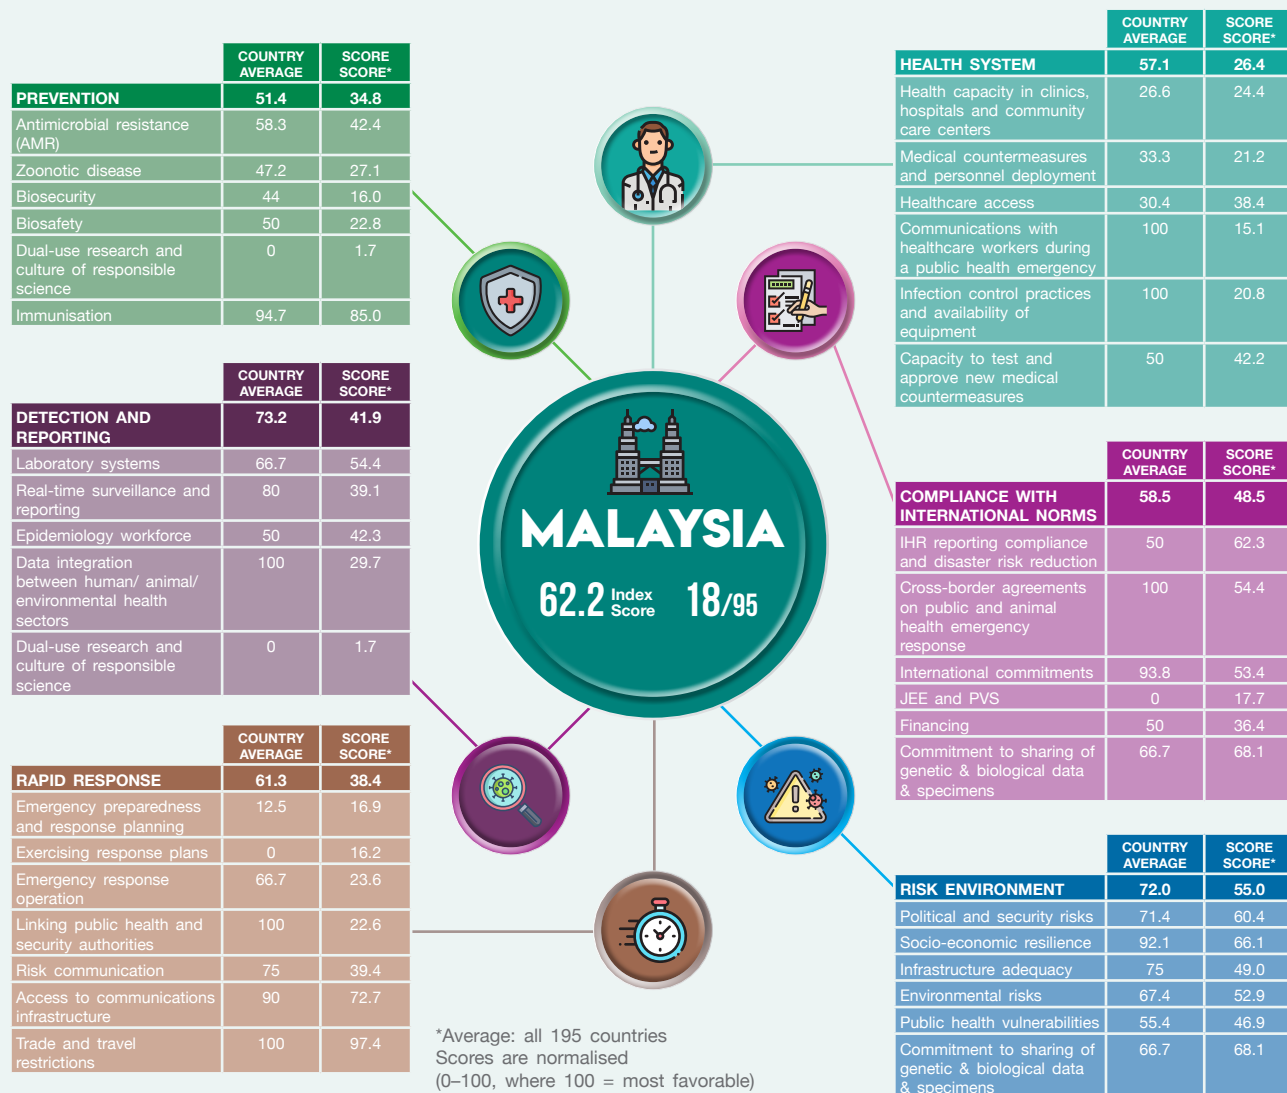 COUNTRY AVERAGE SCORE SCORE*
PREVENTION 51.4 34.8
Antimicrobial resistance (AMR) 58.3 42.4
Zoonotic disease 47.2 27.1
Biosecurity 44 16.0
Biosafety 50 22.8
Dual-use research and culture of responsible science 0 1.7
Immunisation 94.7 85.0
COUNTRY AVERAGE SCORE SCORE*
DETECTION AND REPORTING 73.2 41.9
Laboratory systems 66.7 54.4
Real-time surveillance and reporting 80 39.1
Epidemiology workforce 50 42.3
Data integration between human/ animal/ environmental health sectors 100 29.7
Dual-use research and culture of responsible science 0 1.7
COUNTRY AVERAGE SCORE SCORE*
RAPID RESPONSE 61.3 38.4
Emergency preparedness and response planning 12.5 16.9
Exercising response plans 0 16.2
Emergency response operation 66.7 23.6
Linking public health and security authorities 100 22.6
Risk communication 75 39.4
Access to communications infrastructure 90 72.7
Trade and travel restrictions 100 97.4
MALAYSIA
62.2 Index Score 18/95
*Average: all 195 countries
Scores are normalised
(0–100, where 100 = most favorable)
COUNTRY AVERAGE SCORE SCORE*
HEALTH SYSTEM 57.1 26.4
Health capacity in clinics, hospitals and community care centers 26.6 24.4
Medical countermeasures and personnel deployment 33.3 21.2
Healthcare access 30.4 38.4
Communications with healthcare workers during a public health emergency 100 15.1
Infection control practices and availability of equipment 100 20.8
Capacity to test and approve new medical countermeasures 50 42.2
COUNTRY AVERAGE SCORE SCORE*
COMPLIANCE WITH INTERNATIONAL NORMS 58.5 48.5
IHR reporting compliance and disaster risk reduction 50 62.3
Cross-border agreements on public and animal health emergency response 100 54.4
International commitments 93.8 53.4
JEE and PVS 0 17.7
Financing 50 36.4
Commitment to sharing of genetic & biological data & specimens 66.7 68.1
COUNTRY AVERAGE SCORE SCORE*
RISK ENVIRONMENT 72.0 55.0
Political and security risks 71.4 60.4
Socio-economic resilience 92.1 66.1
Infrastructure adequacy 75 49.0
Environmental risks 67.4 52.9
Public health vulnerabilities 55.4 46.9
Commitment to sharing of genetic & biological data & specimens 66.7 68.1